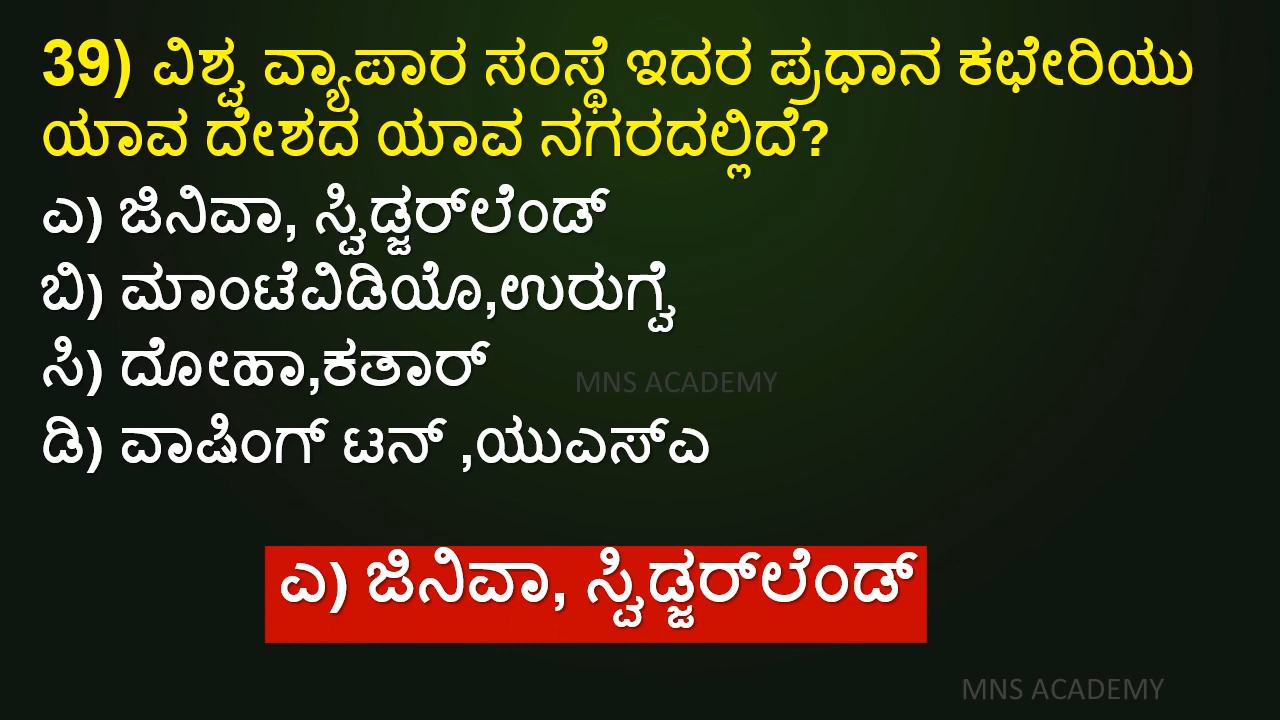 39) ವಿಶ್ವ ವ್ಯಾಪಾರ ಸಂಸ್ಥೆ ಇದರ ಪ್ರಧಾನ ಕಛೇರಿಯು
ಯಾವ ದೇಶದ ಯಾವ ನಗರದಲ್ಲಿದೆ?
ಎ) ಜಿನಿವಾ, ಸ್ವಿಡ್ಜರ್‌ಲೆಂಡ್
ಬಿ) ಮಾಂಟೆವಿಡಿಯೊ,ಉರುಗ್ವೆ
ಸಿ) ದೋಹಾ,ಕತಾರ್
MNS ACADEMY
ಡಿ) ವಾಷಿಂಗ್ ಟನ್ ,ಯುಎಸ್ಎ
ಎ) ಜಿನಿವಾ, ಸ್ವಿಡ್ಜರ್‌ಲೆಂಡ್
MNS ACADEMY